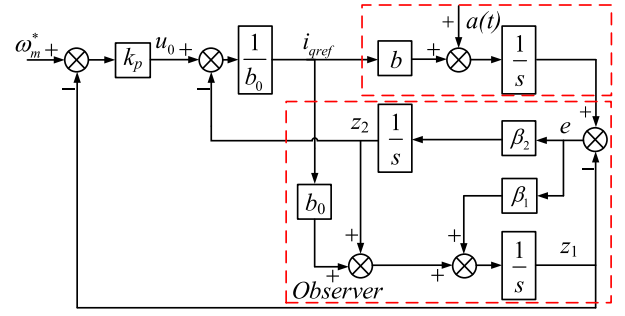 ω*m + − kp u0 + − 1/b0 iqref b + + a(t) 1/s
z2 1/s β2 e + −
b0 β1
+ + + + 1/s z1
Observer